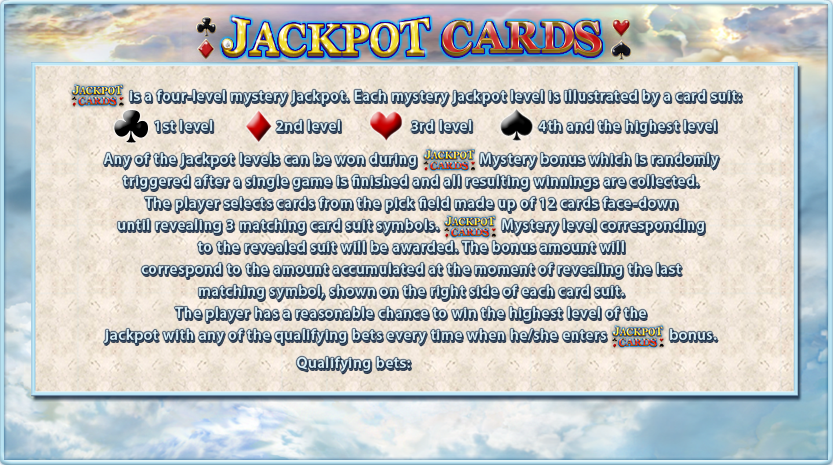 JACKPOT CARDS
JACKPOT CARDS is a four-level mystery jackpot. Each mystery jackpot level is illustrated by a card suit:
1st level 2nd level 3rd level 4th and the highest level
Any of the jackpot levels can be won during JACKPOT CARDS Mystery bonus which is randomly
triggered after a single game is finished and all resulting winnings are collected.
The player selects cards from the pick field made up of 12 cards face-down
until revealing 3 matching card suit symbols. JACKPOT CARDS Mystery level corresponding
to the revealed suit will be awarded. The bonus amount will
correspond to the amount accumulated at the moment of revealing the last
matching symbol, shown on the right side of each card suit.
The player has a reasonable chance to win the highest level of the
Jackpot with any of the qualifying bets every time when he/she enters JACKPOT CARDS bonus.
Qualifying bets: